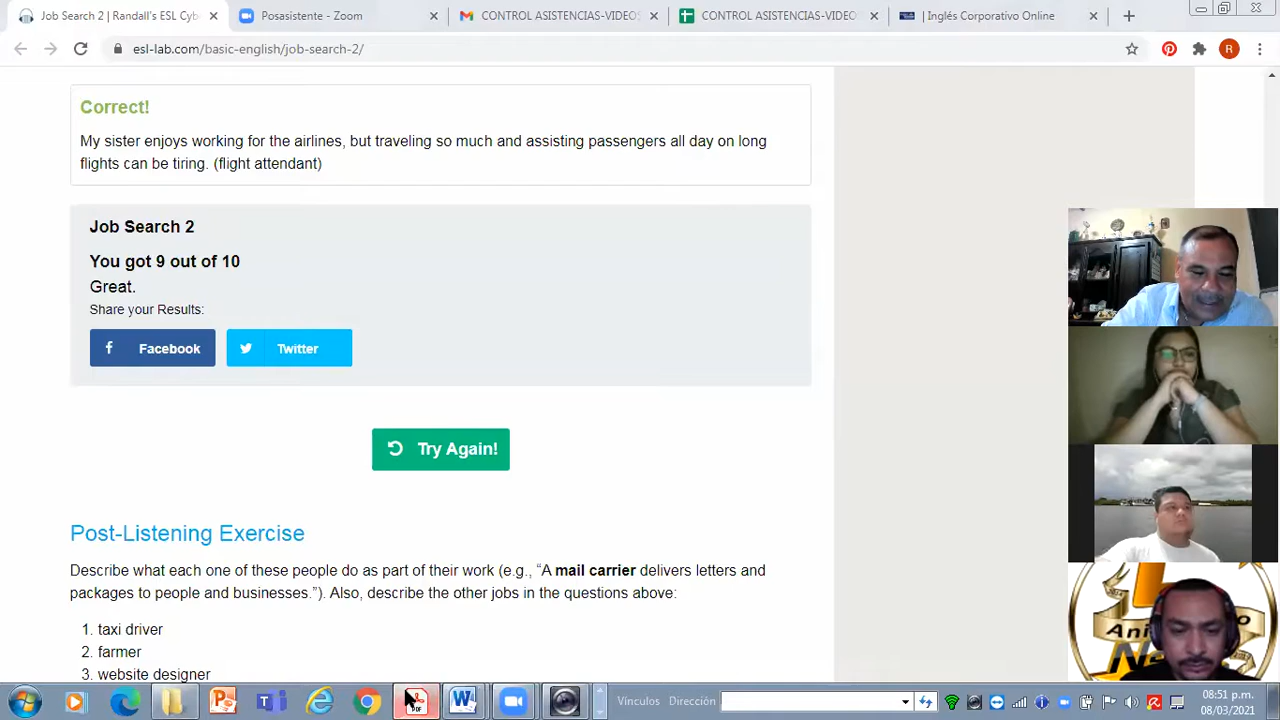 Job Search 2 | Randall's ESL Cyb
Posasistente - Zoom
CONTROL ASISTENCIAS-VIDEOS
CONTROL ASISTENCIAS-VIDEO
| Inglés Corporativo Online
esl-lab.com/basic-english/job-search-2/
R
Correct!
My sister enjoys working for the airlines, but traveling so much and assisting passengers all day on long
flights can be tiring. (flight attendant)
Job Search 2
You got 9 out of 10
Great.
Share your Results:
Facebook
Twitter
Try Again!
Post-Listening Exercise
Describe what each one of these people do as part of their work (e.g., “A mail carrier delivers letters and
packages to people and businesses.”). Also, describe the other jobs in the questions above:
1. taxi driver
2. farmer
3. website designer
Vínculos
Dirección
08:51 p.m.
08/03/2021